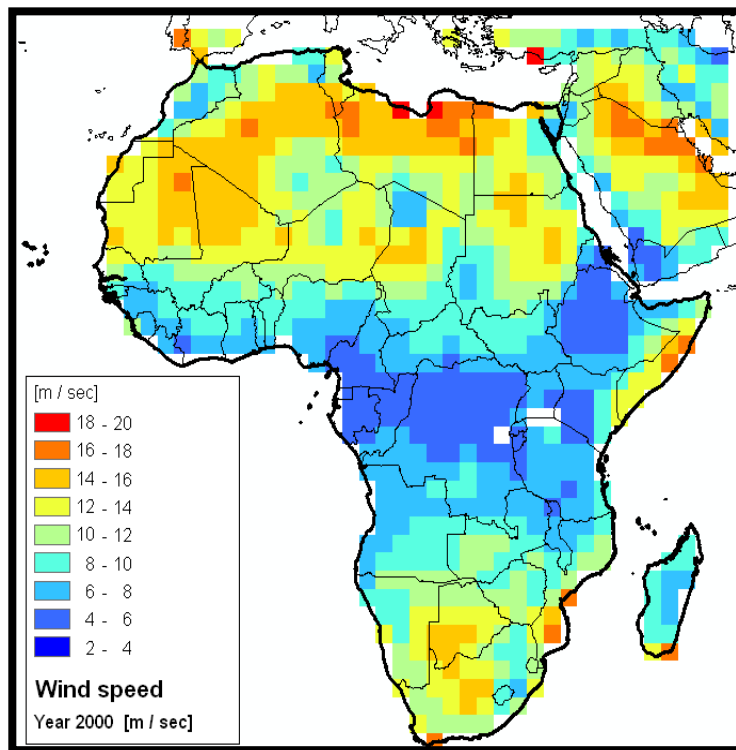 [m / sec]
18 - 20
16 - 18
14 - 16
12 - 14
10 - 12
8 - 10
6 - 8
4 - 6
2 - 4
Wind speed
Year 2000 [m / sec]